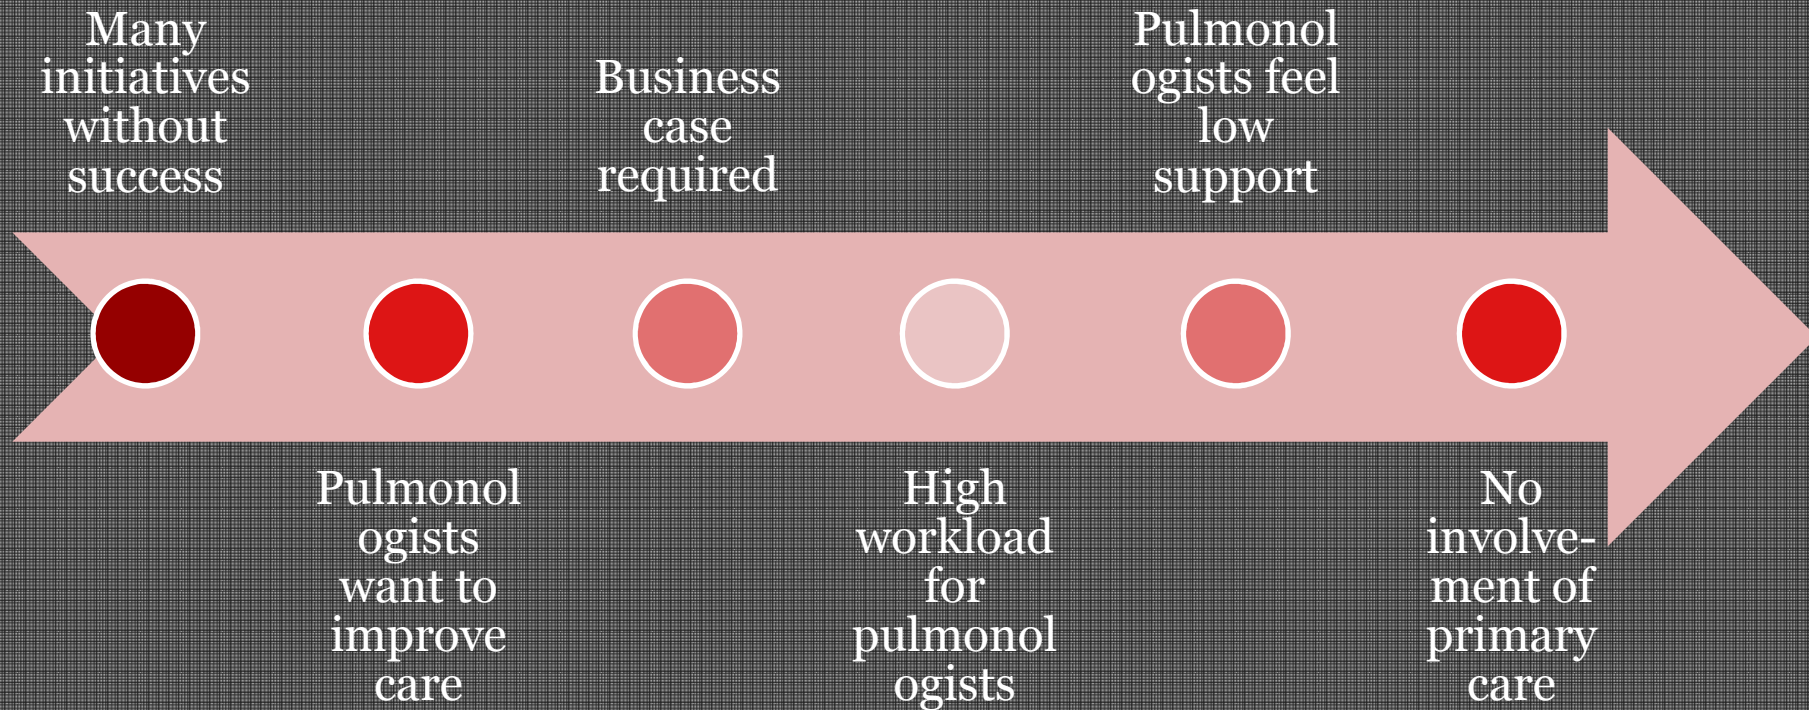 Many
initiatives
without
success
Pulmonol
ogists
want to
improve
care
Business
case
required
High
workload
for
pulmonol
ogists
Pulmonol
ogists feel
low
support
No
involve-
ment of
primary
care